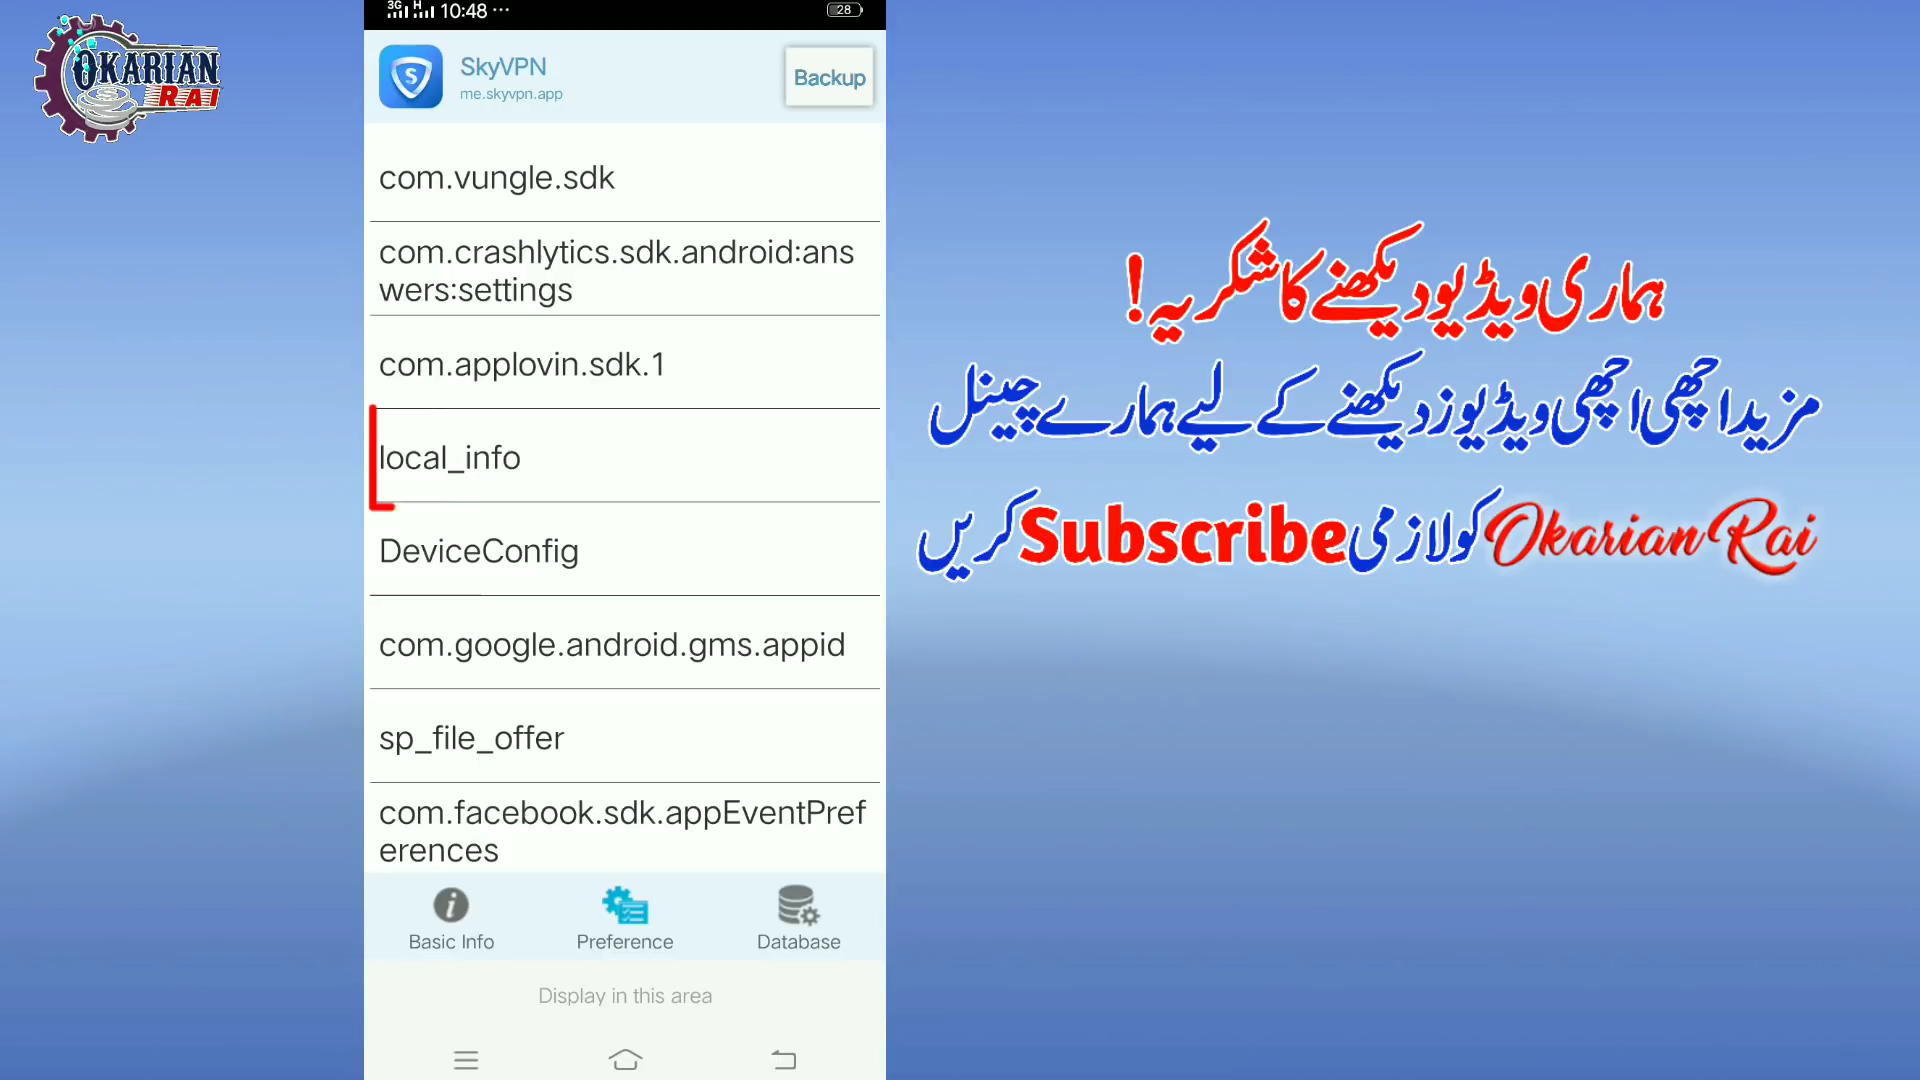 OKARIAN
RAI
3G H 10:48 ···
28
SkyVPN
me.skyvpn.app
Backup
com.vungle.sdk
com.crashlytics.sdk.android:ans
wers:settings
com.applovin.sdk.1
local_info
DeviceConfig
com.google.android.gms.appid
sp_file_offer
com.facebook.sdk.appEventPref
erences
Basic Info
Preference
Database
Display in this area
ہماری ویڈیو دیکھنے کا شکریہ!
مزید اچھی اچھی ویڈیوز دیکھنے کے لیے ہمارے چینل
Okarian Rai کو لازمی Subscribe کریں